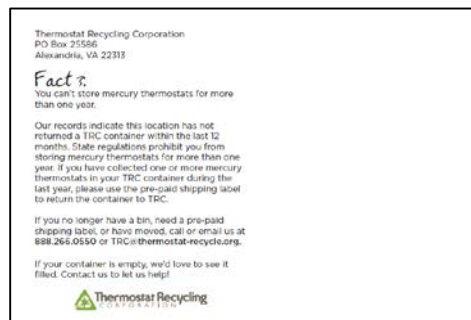 Thermostat Recycling Corporation
PO Box 25586
Alexandria, VA 22313
Fact
You can't store mercury thermostats for more
than one year.
Our records indicate this location has not
returned a TRC container within the last 12
months. State regulations prohibit you from
storing mercury thermostats for more than one
year. If you have collected one or more mercury
thermostats in your TRC container during the
last year, please use the pre-paid shipping label
to return the container to TRC.
If you no longer have a bin, need a pre-paid
shipping label, or have moved, call or email us at
888.266.0550 or TRC@thermostat-recycle.org.
If your container is empty, we'd love to see it
filled. Contact us to let us help!
Thermostat Recycling
CORPORATION